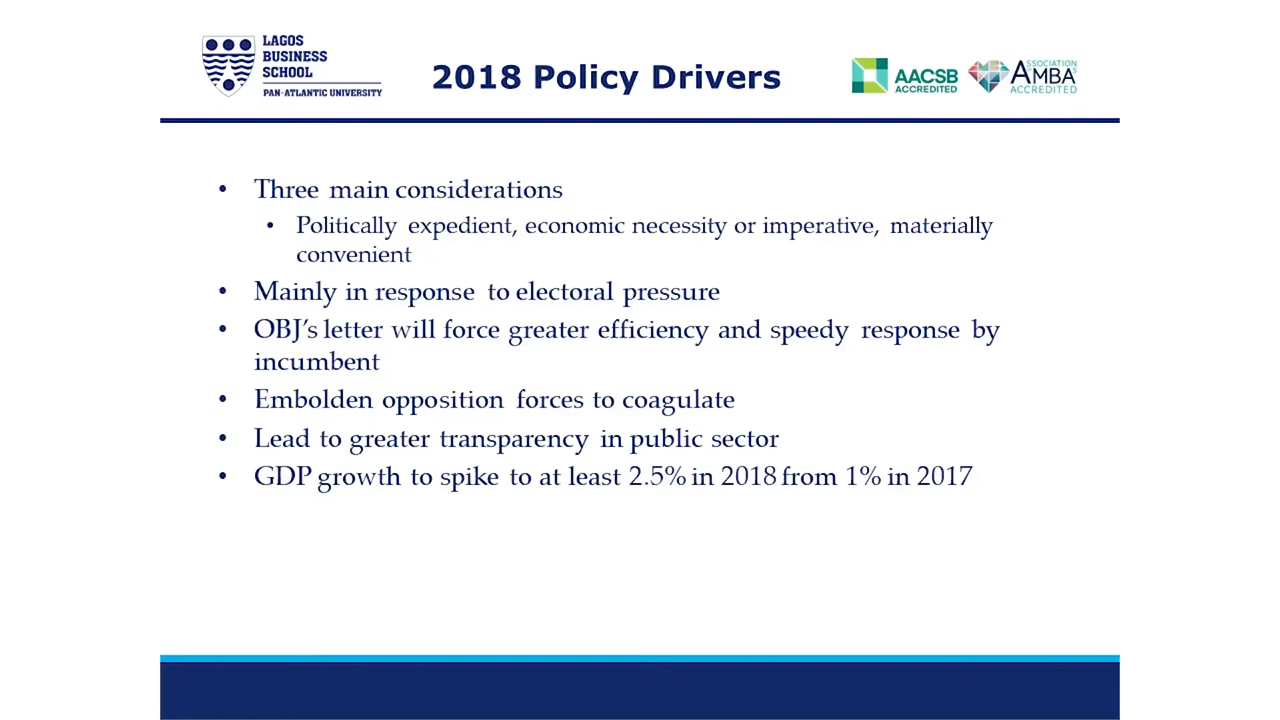 LAGOS
BUSINESS
SCHOOL
PAN-ATLANTIC UNIVERSITY
2018 Policy Drivers
AACSB
ACCREDITED
ASSOCIATION
AMBA'S
ACCREDITED
• Three main considerations
• Politically expedient, economic necessity or imperative, materially
convenient
• Mainly in response to electoral pressure
• OBJ's letter will force greater efficiency and speedy response by
incumbent
• Embolden opposition forces to coagulate
• Lead to greater transparency in public sector
• GDP growth to spike to at least 2.5% in 2018 from 1% in 2017